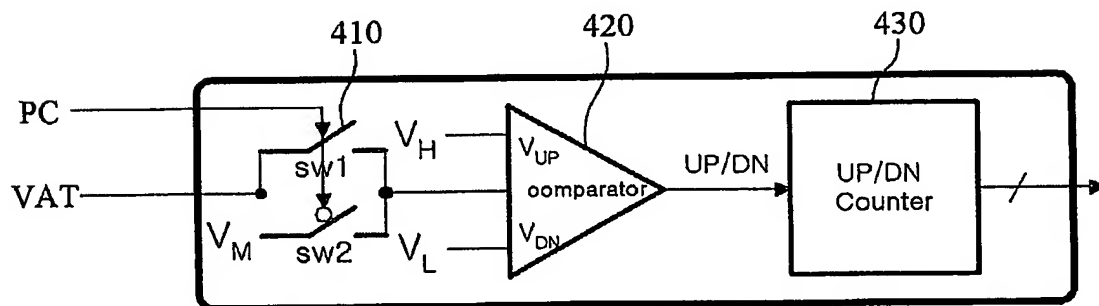 410
420
430
PC
VAT
sw1
V_M
sw2
V_H
V_L
V_UP
oomparator
V_DN
UP/DN
UP/DN
Counter